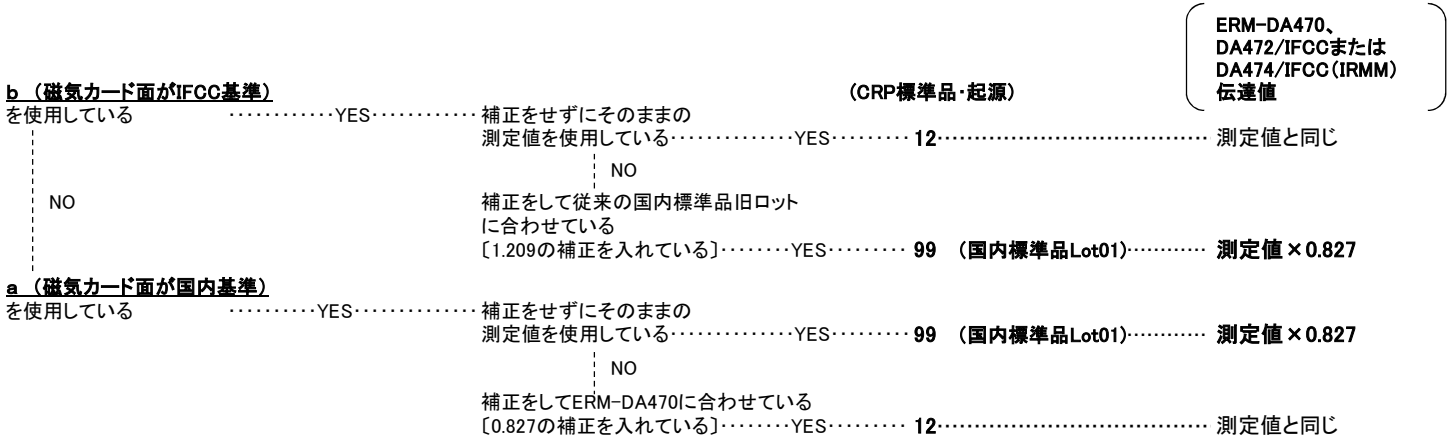 ERM-DA470、
DA472/IFCCまたは
DA474/IFCC(IRMM)
伝達値
b (磁気カード面がIFCC基準) (CRP標準品・起源)
を使用している ············YES············ 補正をせずにそのままの
測定値を使用している··············YES········· 12··································· 測定値と同じ
NO
NO 補正をして従来の国内標準品旧ロット
に合わせている
〔1.209の補正を入れている〕········YES········· 99 (国内標準品Lot01)············ 測定値×0.827
a (磁気カード面が国内基準)
を使用している ··········YES·············· 補正をせずにそのままの
測定値を使用している··············YES········· 99 (国内標準品Lot01)············ 測定値×0.827
NO
補正をしてERM-DA470に合わせている
〔0.827の補正を入れている〕········YES········· 12··································· 測定値と同じ